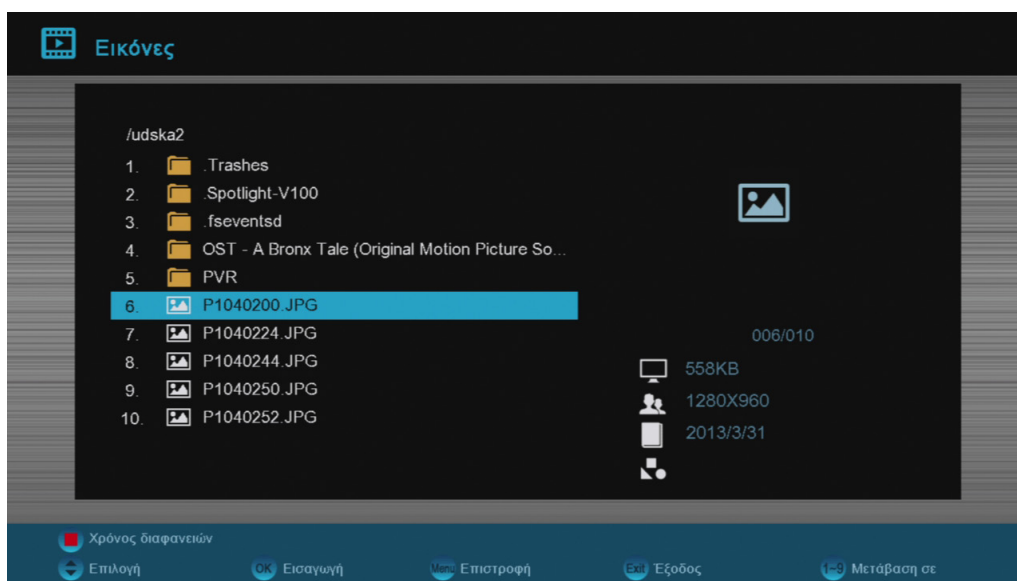 Εικόνες
/udska2
1. .Trashes
2. .Spotlight-V100
3. .fseventsd
4. OST - A Bronx Tale (Original Motion Picture So...
5. PVR
6. P1040200.JPG
7. P1040224.JPG
8. P1040244.JPG
9. P1040250.JPG
10. P1040252.JPG
006/010
558KB
1280X960
2013/3/31
Χρόνος διαφανειών
Επιλογή
OK Εισαγωγή
Menu Επιστροφή
Exit Έξοδος
1-9 Μετάβαση σε